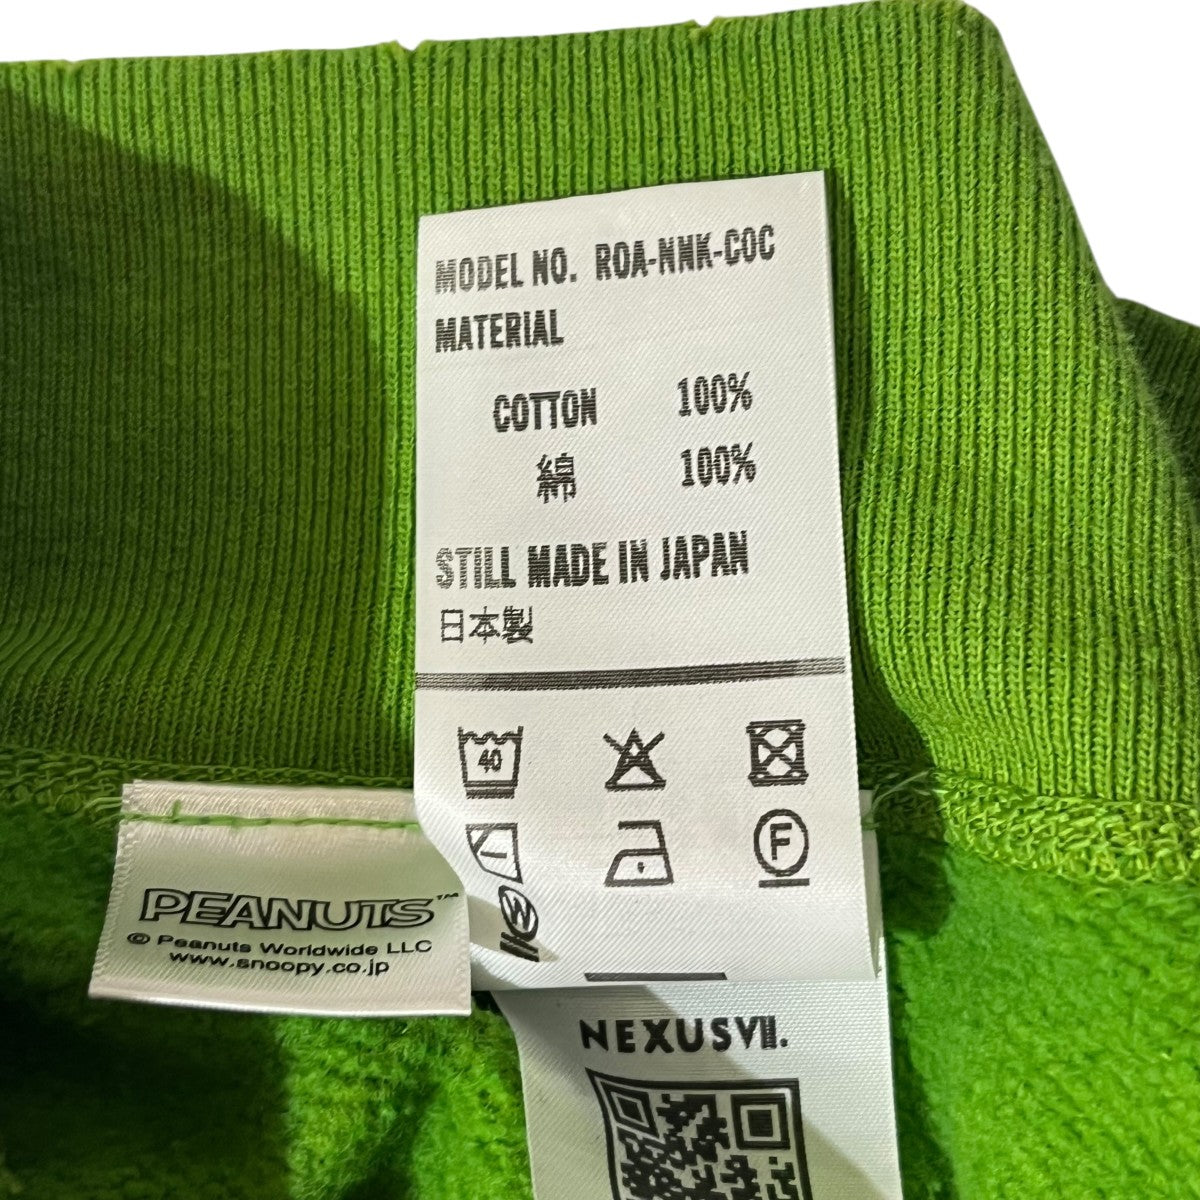 MODEL NO. ROA-NNK-COC
MATERIAL
COTTON 100%
綿 100%
STILL MADE IN JAPAN
日本製
40
F
W
PEANUTS™
© Peanuts Worldwide LLC
www.snoopy.co.jp
NEXUSVII.